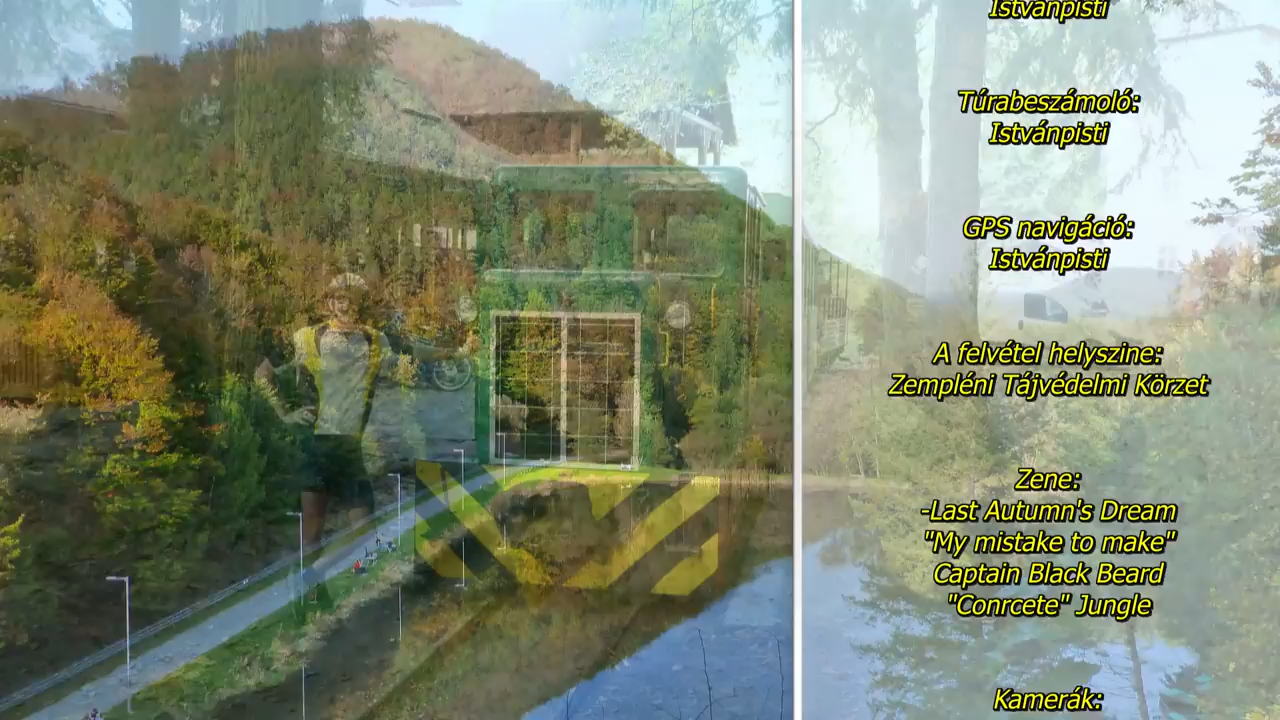 Istvánpisti
Túrabeszámoló:
Istvánpisti
GPS navigáció:
Istvánpisti
A felvétel helyszine:
Zempléni Tájvédelmi Körzet
Zene:
-Last Autumn's Dream
"My mistake to make"
Captain Black Beard
"Conrcete" Jungle
Kamerák: